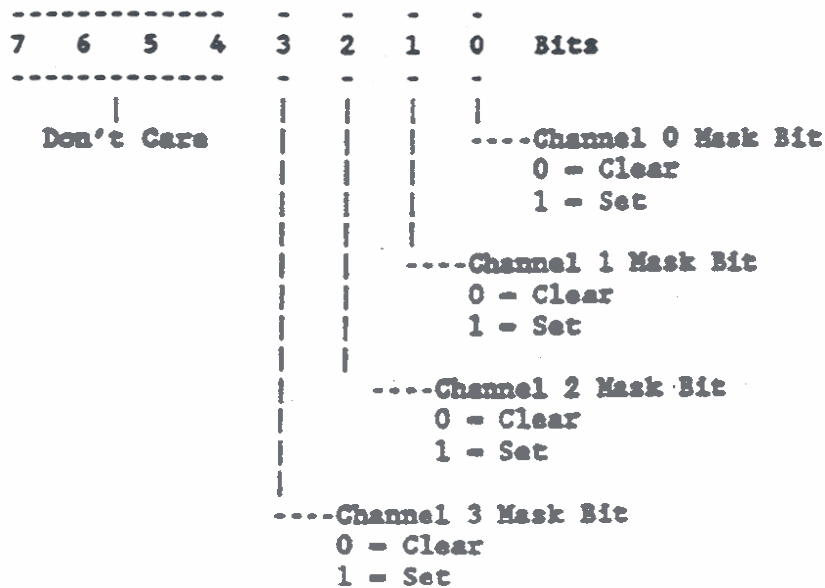 7 6 5 4 3 2 1 0 Bits
Don't Care
----Channel 0 Mask Bit
0 = Clear
1 = Set
----Channel 1 Mask Bit
0 = Clear
1 = Set
----Channel 2 Mask Bit
0 = Clear
1 = Set
----Channel 3 Mask Bit
0 = Clear
1 = Set